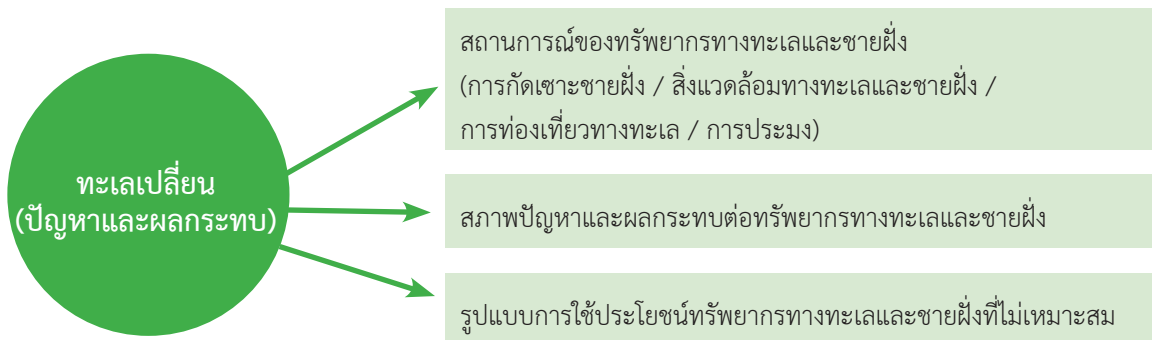 ทะเลเปลี่ยน
(ปัญหาและผลกระทบ)
สถานการณ์ของทรัพยากรทางทะเลและชายฝั่ง
(การกัดเซาะชายฝั่ง / สิ่งแวดล้อมทางทะเลและชายฝั่ง /
การท่องเที่ยวทางทะเล / การประมง)
สภาพปัญหาและผลกระทบต่อทรัพยากรทางทะเลและชายฝั่ง
รูปแบบการใช้ประโยชน์ทรัพยากรทางทะเลและชายฝั่งที่ไม่เหมาะสม